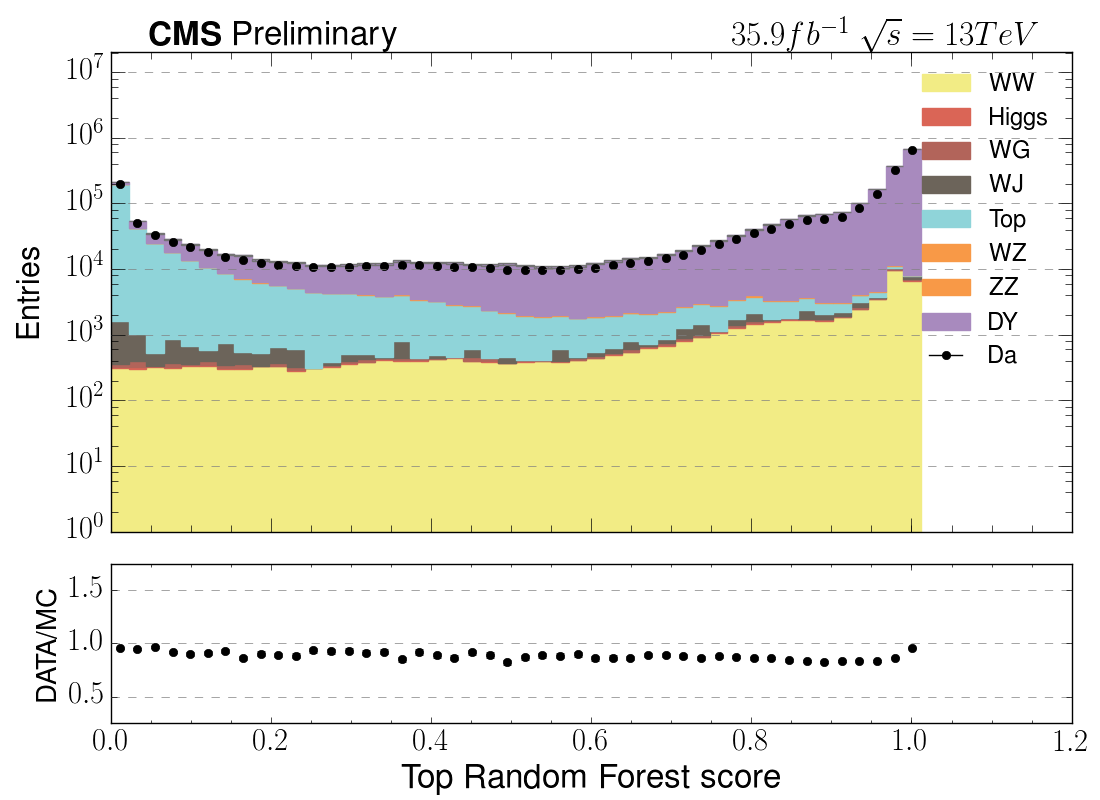 CMS Preliminary 35.9fb⁻¹ √s = 13TeV
Entries
10⁷
10⁶
10⁵
10⁴
10³
10²
10¹
10⁰
WW
Higgs
WG
WJ
Top
WZ
ZZ
DY
Da
DATA/MC
1.5
1.0
0.5
0.0 0.2 0.4 0.6 0.8 1.0 1.2
Top Random Forest score